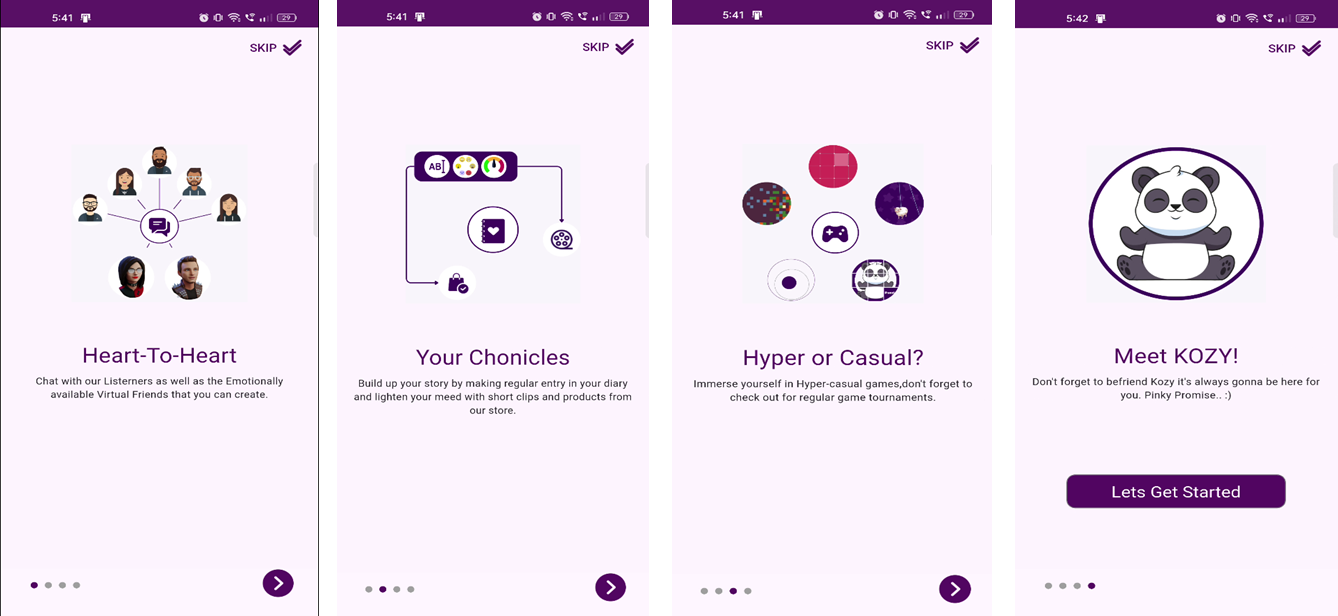 5:41
29
SKIP
Heart-To-Heart
Chat with our Listerners as well as the Emotionally
available Virtual Friends that you can create.
5:41
29
SKIP
AB
Your Chonicles
Build up your story by making regular entry in your diary
and lighten your meed with short clips and products from
our store.
5:41
29
SKIP
Hyper or Casual?
Immerse yourself in Hyper-casual games,don't forget to
check out for regular game tournaments.
5:42
29
SKIP
Meet KOZY!
Don't forget to befriend Kozy it's always gonna be here for
you. Pinky Promise.. :)
Lets Get Started